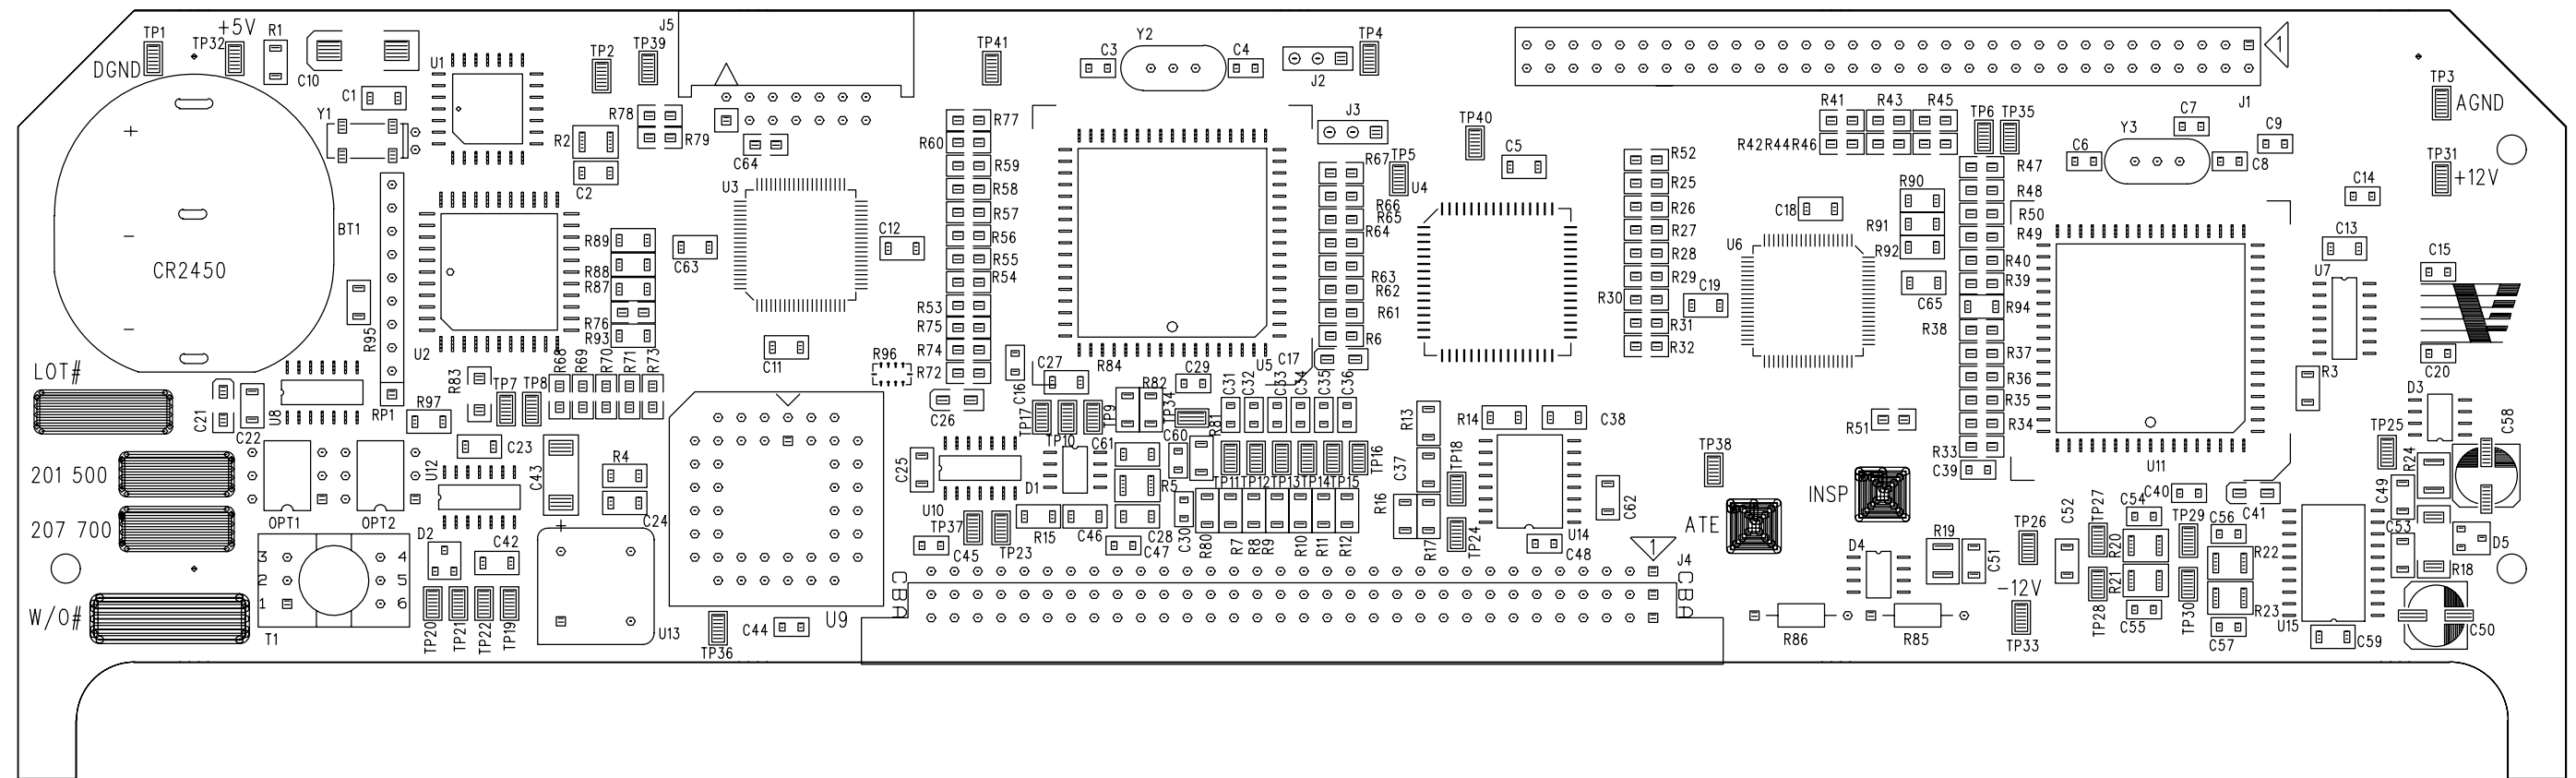 TP1
+5V
TP32
R1
DGND
C10
U1
TP2
TP39
J5
TP41
C3
Y2
C4
J2
TP4
1
J1
TP3
AGND
C1
Y1
R2
C2
R78
R79
C64
U3
R77
R60
R59
R58
R57
R56
R55
R54
R53
R75
R74
R72
J3
R67
TP5
U4
R66
R65
R64
R63
R62
R61
R6
TP40
C5
R52
R25
R26
R27
R28
R29
R30
R31
R32
R41
R43
R45
R42R44R46
TP6
TP35
C6
Y3
C7
C8
C9
TP31
+12V
C14
CR2450
BT1
R95
RP1
U2
R89
R88
R87
R76
R93
C63
C12
C11
R96
C18
U6
C19
R90
R91
R92
C65
R47
R48
R50
R49
R40
R39
R94
R38
R37
R36
R35
R34
R33
C39
C13
U7
C15
C20
R3
D3
C58
LOT#
C21
C22
U8
R97
R83
TP7
TP8
R68
R69
R70
R71
R73
C26
C16
C27
R84
TP17
TP10
TP9
R82
TP34
C29
R81
U5
C17
C31
C32
C33
C34
C35
C36
R13
R14
C38
R51
U11
TP25
R24
201 500
OPT1
OPT2
U12
C23
C43
R4
C24
C25
U10
D1
C61
C60
R5
TP11
TP12
TP13
TP14
TP15
TP16
C37
TP18
R16
R17
TP24
U14
C62
C48
TP38
INSP
ATE
C40
C41
C49
C53
D5
R18
207 700
D2
C42
U13
TP37
C45
TP23
R15
C46
C28
C47
C30
R80
R7
R8
R9
R10
R11
R12
1
J4
C
B
A
C
B
A
D4
R19
C51
TP26
C52
TP27
C54
R20
R21
TP28
C55
TP29
C56
R22
R23
TP30
C57
U15
C59
C50
W/O#
T1
3
2
1
4
5
6
TP20
TP21
TP22
TP19
TP36
C44
U9
R86
R85
-12V
TP33